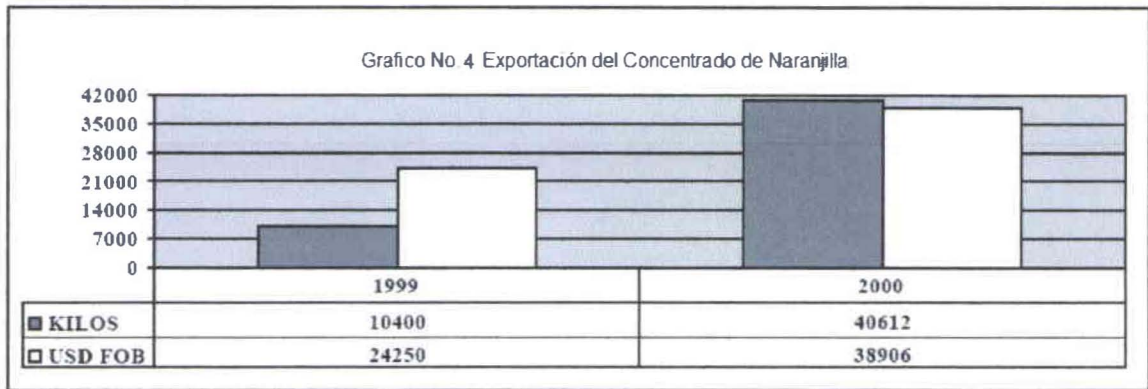 Grafico No. 4 Exportación del Concentrado de Naranjilla
42000
35000
28000
21000
14000
7000
0
1999 2000
KILOS 10400 40612
USD FOB 24250 38906